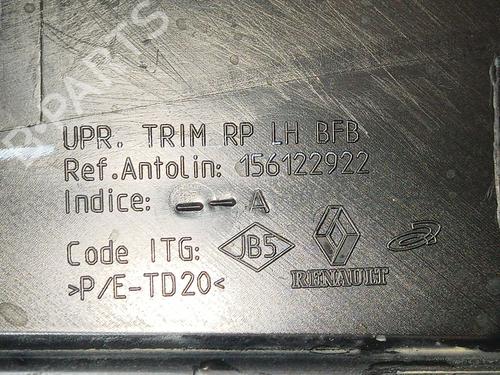 UPR. TRIM RP LH BFB
Ref.Antolin: 156122922
Indice: -- A
Code ITG: JB5
RENAULT
>P/E-TD20<